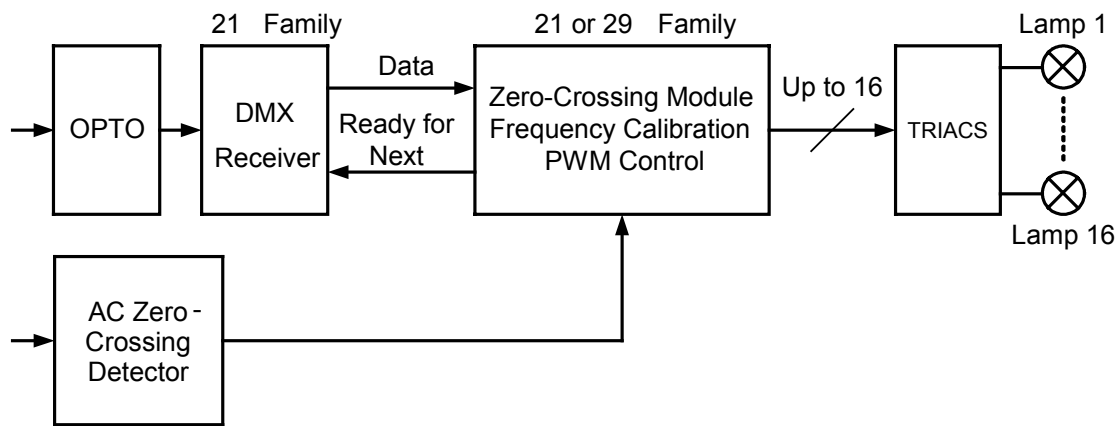 21 Family
21 or 29 Family
Lamp 1
OPTO
DMX
Receiver
Data
Ready for
Next
Zero-Crossing Module
Frequency Calibration
PWM Control
Up to 16
TRIACS
Lamp 16
AC Zero-
Crossing
Detector